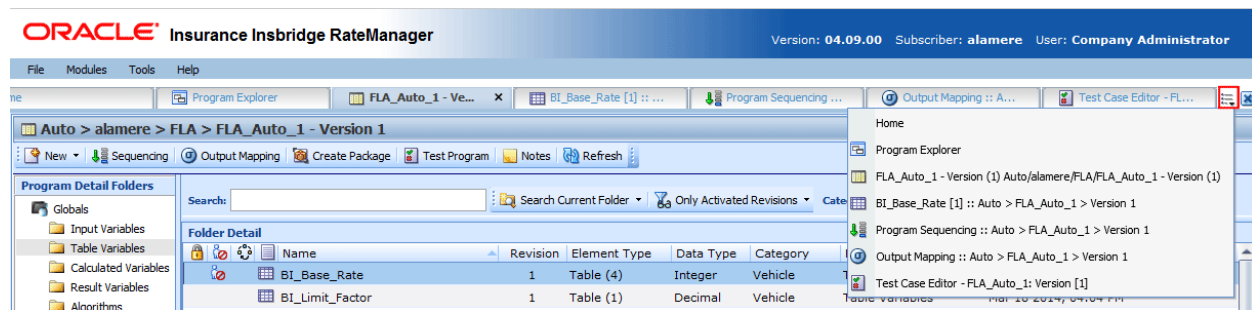 ORACLE® Insurance Insbridge RateManager
Version: 04.09.00 Subscriber: alamere User: Company Administrator
File Modules Tools Help
me Program Explorer FLA_Auto_1 - Ve... x BI_Base_Rate [1] :: ... Program Sequencing ... Output Mapping :: A... Test Case Editor - FL...
Auto > alamere > FLA > FLA_Auto_1 - Version 1
New Sequencing Output Mapping Create Package Test Program Notes Refresh
Program Detail Folders
Globals
Input Variables
Table Variables
Calculated Variables
Result Variables
Algorithms
Search: Search Current Folder Only Activated Revisions Cate
Folder Detail
Name Revision Element Type Data Type Category
BI_Base_Rate 1 Table (4) Integer Vehicle
BI_Limit_Factor 1 Table (1) Decimal Vehicle Table Variables Mar 18 2014, 04:04 PM
Home
Program Explorer
FLA_Auto_1 - Version (1) Auto/alamere/FLA/FLA_Auto_1 - Version (1)
BI_Base_Rate [1] :: Auto > FLA_Auto_1 > Version 1
Program Sequencing :: Auto > FLA_Auto_1 > Version 1
Output Mapping :: Auto > FLA_Auto_1 > Version 1
Test Case Editor - FLA_Auto_1: Version [1]